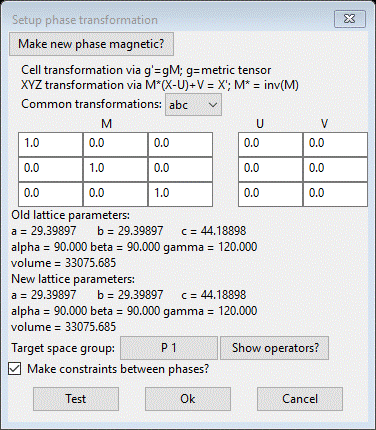 Setup phase transformation
Make new phase magnetic?
Cell transformation via g'=gM; g=metric tensor
XYZ transformation via M*(X-U)+V = X'; M* = inv(M)
Common transformations: abc
M U V
1.0 0.0 0.0 0.0 0.0
0.0 1.0 0.0 0.0 0.0
0.0 0.0 1.0 0.0 0.0
Old lattice parameters:
a = 29.39897 b = 29.39897 c = 44.18898
alpha = 90.000 beta = 90.000 gamma = 120.000
volume = 33075.685
New lattice parameters:
a = 29.39897 b = 29.39897 c = 44.18898
alpha = 90.000 beta = 90.000 gamma = 120.000
volume = 33075.685
Target space group: P 1 Show operators?
Make constraints between phases?
Test Ok Cancel